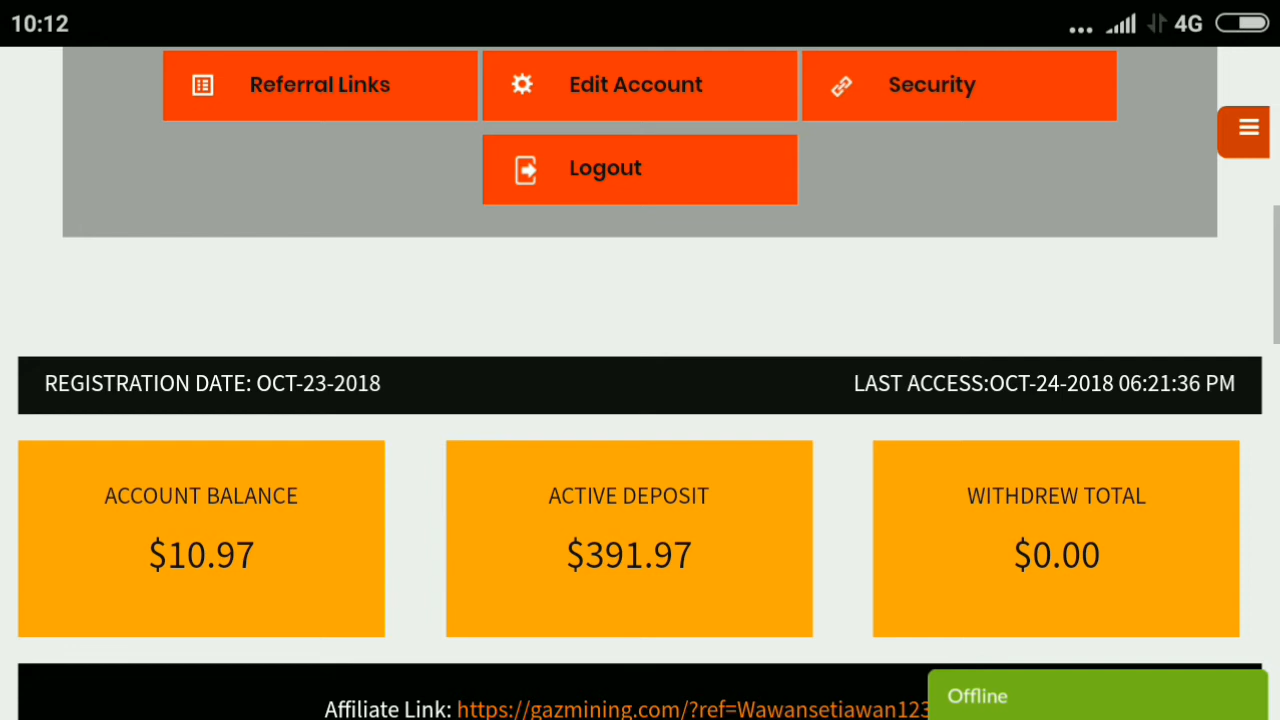 10:12
4G
Referral Links
Edit Account
Security
Logout
REGISTRATION DATE: OCT-23-2018
LAST ACCESS:OCT-24-2018 06:21:36 PM
ACCOUNT BALANCE
ACTIVE DEPOSIT
WITHDREW TOTAL
$10.97
$391.97
$0.00
Affiliate Link: https://gazmining.com/?ref=Wawansetiawan123
Offline